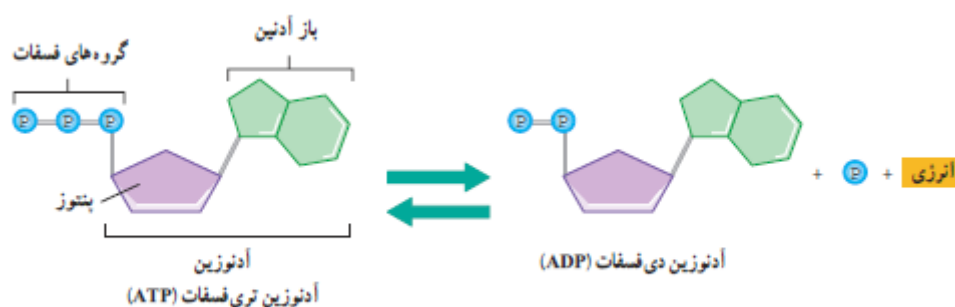 باز آدنین
گروه‌های فسفات
P P P
P P
پنتوز
+ P + انرژی
آدنوزین
آدنوزین تری‌فسفات (ATP)
آدنوزین دی‌فسفات (ADP)